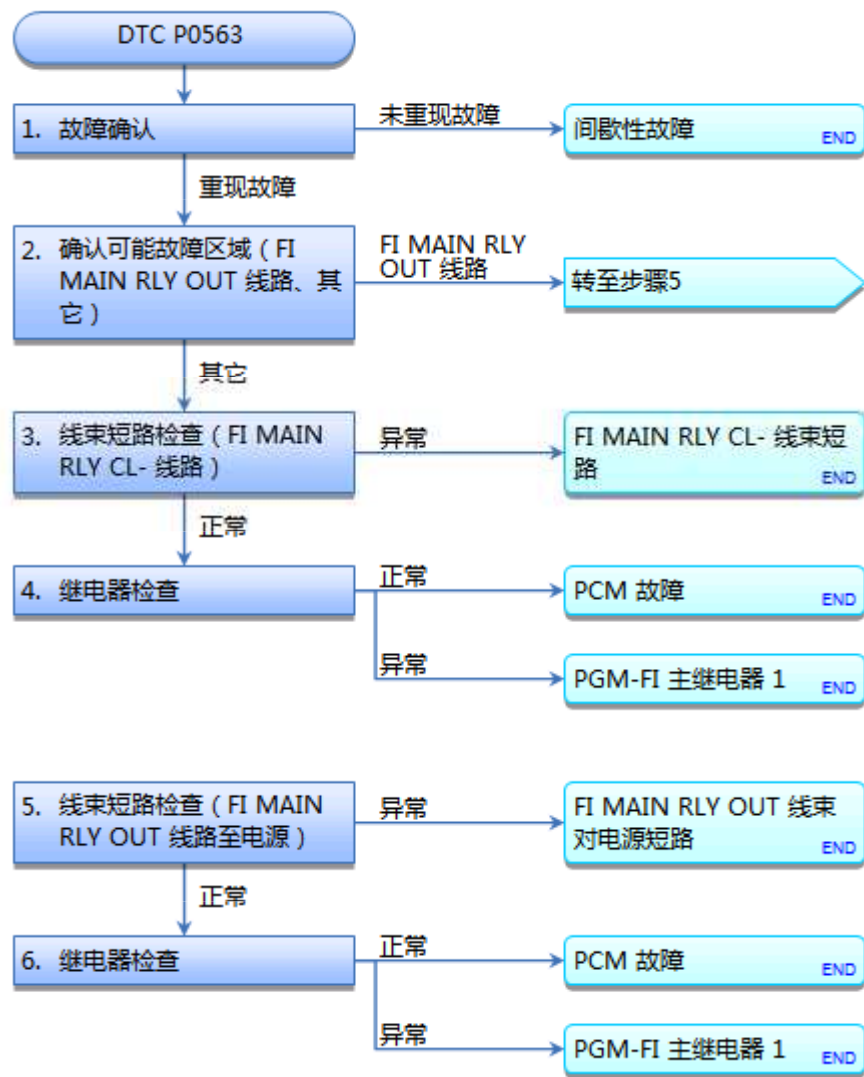 DTC P0563
1. 故障确认
未重现故障
间歇性故障
END
重现故障
2. 确认可能故障区域（FI
MAIN RLY OUT 线路、其
它）
FI MAIN RLY
OUT 线路
转至步骤5
其它
3. 线束短路检查（FI MAIN
RLY CL- 线路）
异常
FI MAIN RLY CL- 线束短
路
END
正常
4. 继电器检查
正常
PCM 故障
END
异常
PGM-FI 主继电器 1
END
5. 线束短路检查（FI MAIN
RLY OUT 线路至电源）
异常
FI MAIN RLY OUT 线束
对电源短路
END
正常
6. 继电器检查
正常
PCM 故障
END
异常
PGM-FI 主继电器 1
END